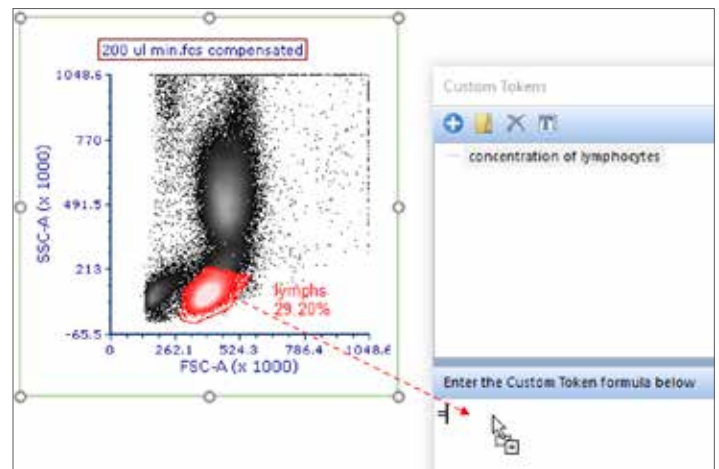 200 ul min.fcs compensated
1048.6
770
491.5
213
-65.5
SSC-A (x 1000)
0 262.1 524.3 786.4 1048.6
FSC-A (x 1000)
lymphs
29.20%
Custom Tokens
T
concentration of lymphocytes
Enter the Custom Token formula below
=